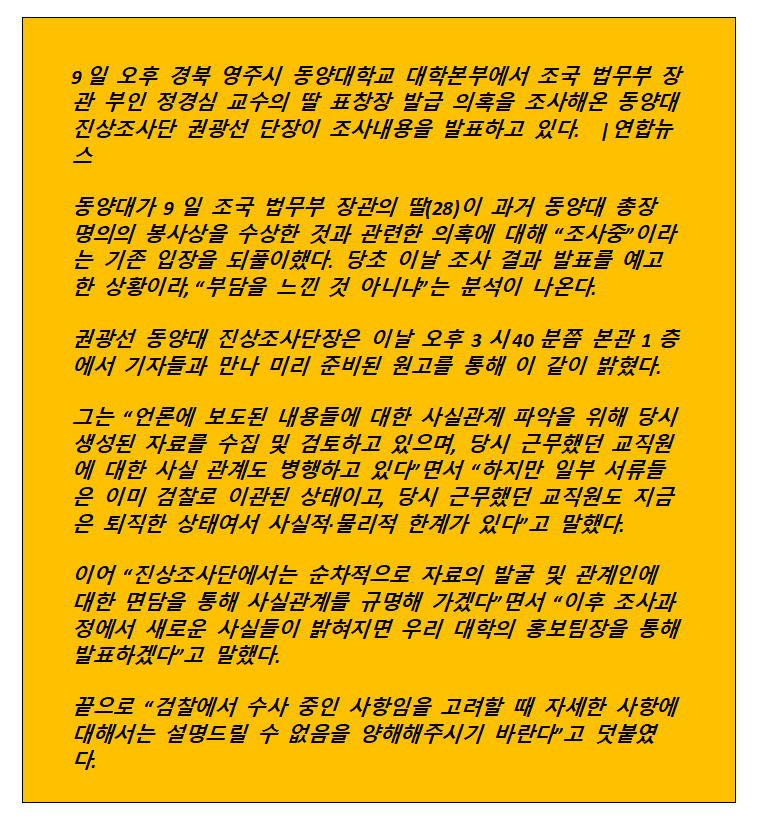 9일 오후 경북 영주시 동양대학교 대학본부에서 조국 법무부 장
관 부인 정경심 교수의 딸 표창장 발급 의혹을 조사해온 동양대
진상조사단 권광선 단장이 조사내용을 발표하고 있다. | 연합뉴
스
동양대가 9일 조국 법무부 장관의 딸(28)이 과거 동양대 총장
명의의 봉사상을 수상한 것과 관련한 의혹에 대해 “조사중”이라
는 기존 입장을 되풀이했다. 당초 이날 조사 결과 발표를 예고
한 상황이라, “부담을 느낀 것 아니냐”는 분석이 나온다.
권광선 동양대 진상조사단장은 이날 오후 3시40분쯤 본관 1층
에서 기자들과 만나 미리 준비된 원고를 통해 이 같이 밝혔다.
그는 “언론에 보도된 내용들에 대한 사실관계 파악을 위해 당시
생성된 자료를 수집 및 검토하고 있으며, 당시 근무했던 교직원
에 대한 사실 관계도 병행하고 있다”면서 “하지만 일부 서류들
은 이미 검찰로 이관된 상태이고, 당시 근무했던 교직원도 지금
은 퇴직한 상태여서 사실적·물리적 한계가 있다”고 말했다.
이어 “진상조사단에서는 순차적으로 자료의 발굴 및 관계인에
대한 면담을 통해 사실관계를 규명해 가겠다”면서 “이후 조사과
정에서 새로운 사실들이 밝혀지면 우리 대학의 홍보팀장을 통해
발표하겠다”고 말했다.
끝으로 “검찰에서 수사 중인 사항임을 고려할 때 자세한 사항에
대해서는 설명드릴 수 없음을 양해해주시기 바란다”고 덧붙였
다.